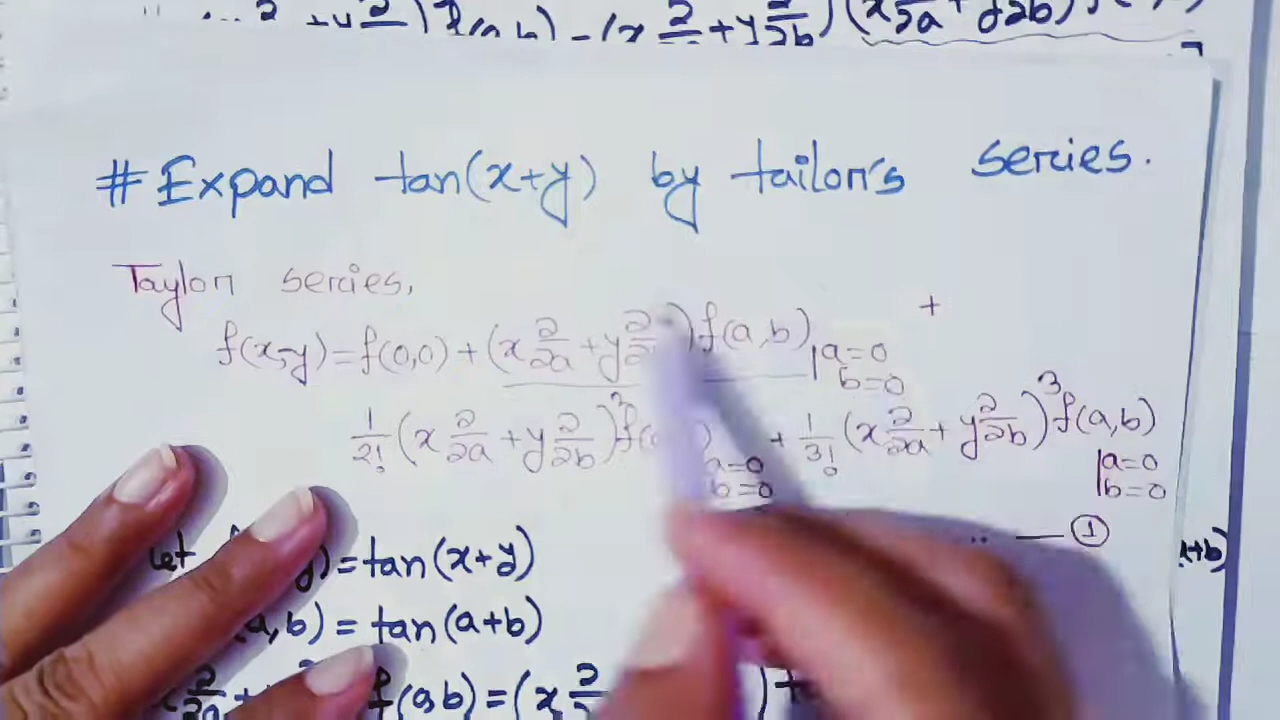 +y ∂ ) f(a,b) - (x ∂ + y ∂/∂b) (x ∂/∂a + y ∂/∂b)
# Expand tan(x+y) by tailor's series.
Taylor series,
f(x,y) = f(0,0) + (x ∂/∂a + y ∂/∂ ) f(a,b) |a=0 b=0 +
1/2! (x ∂/∂a + y ∂/∂b)^3 f( a=0 b=0 + 1/3! (x ∂/∂a + y ∂/∂b)^3 f(a,b) |a=0 b=0
.. — ①
Let y) = tan(x+y)
a,b) = tan(a+b)
+b)
∂/∂a + f(a,b) = (x ∂ )